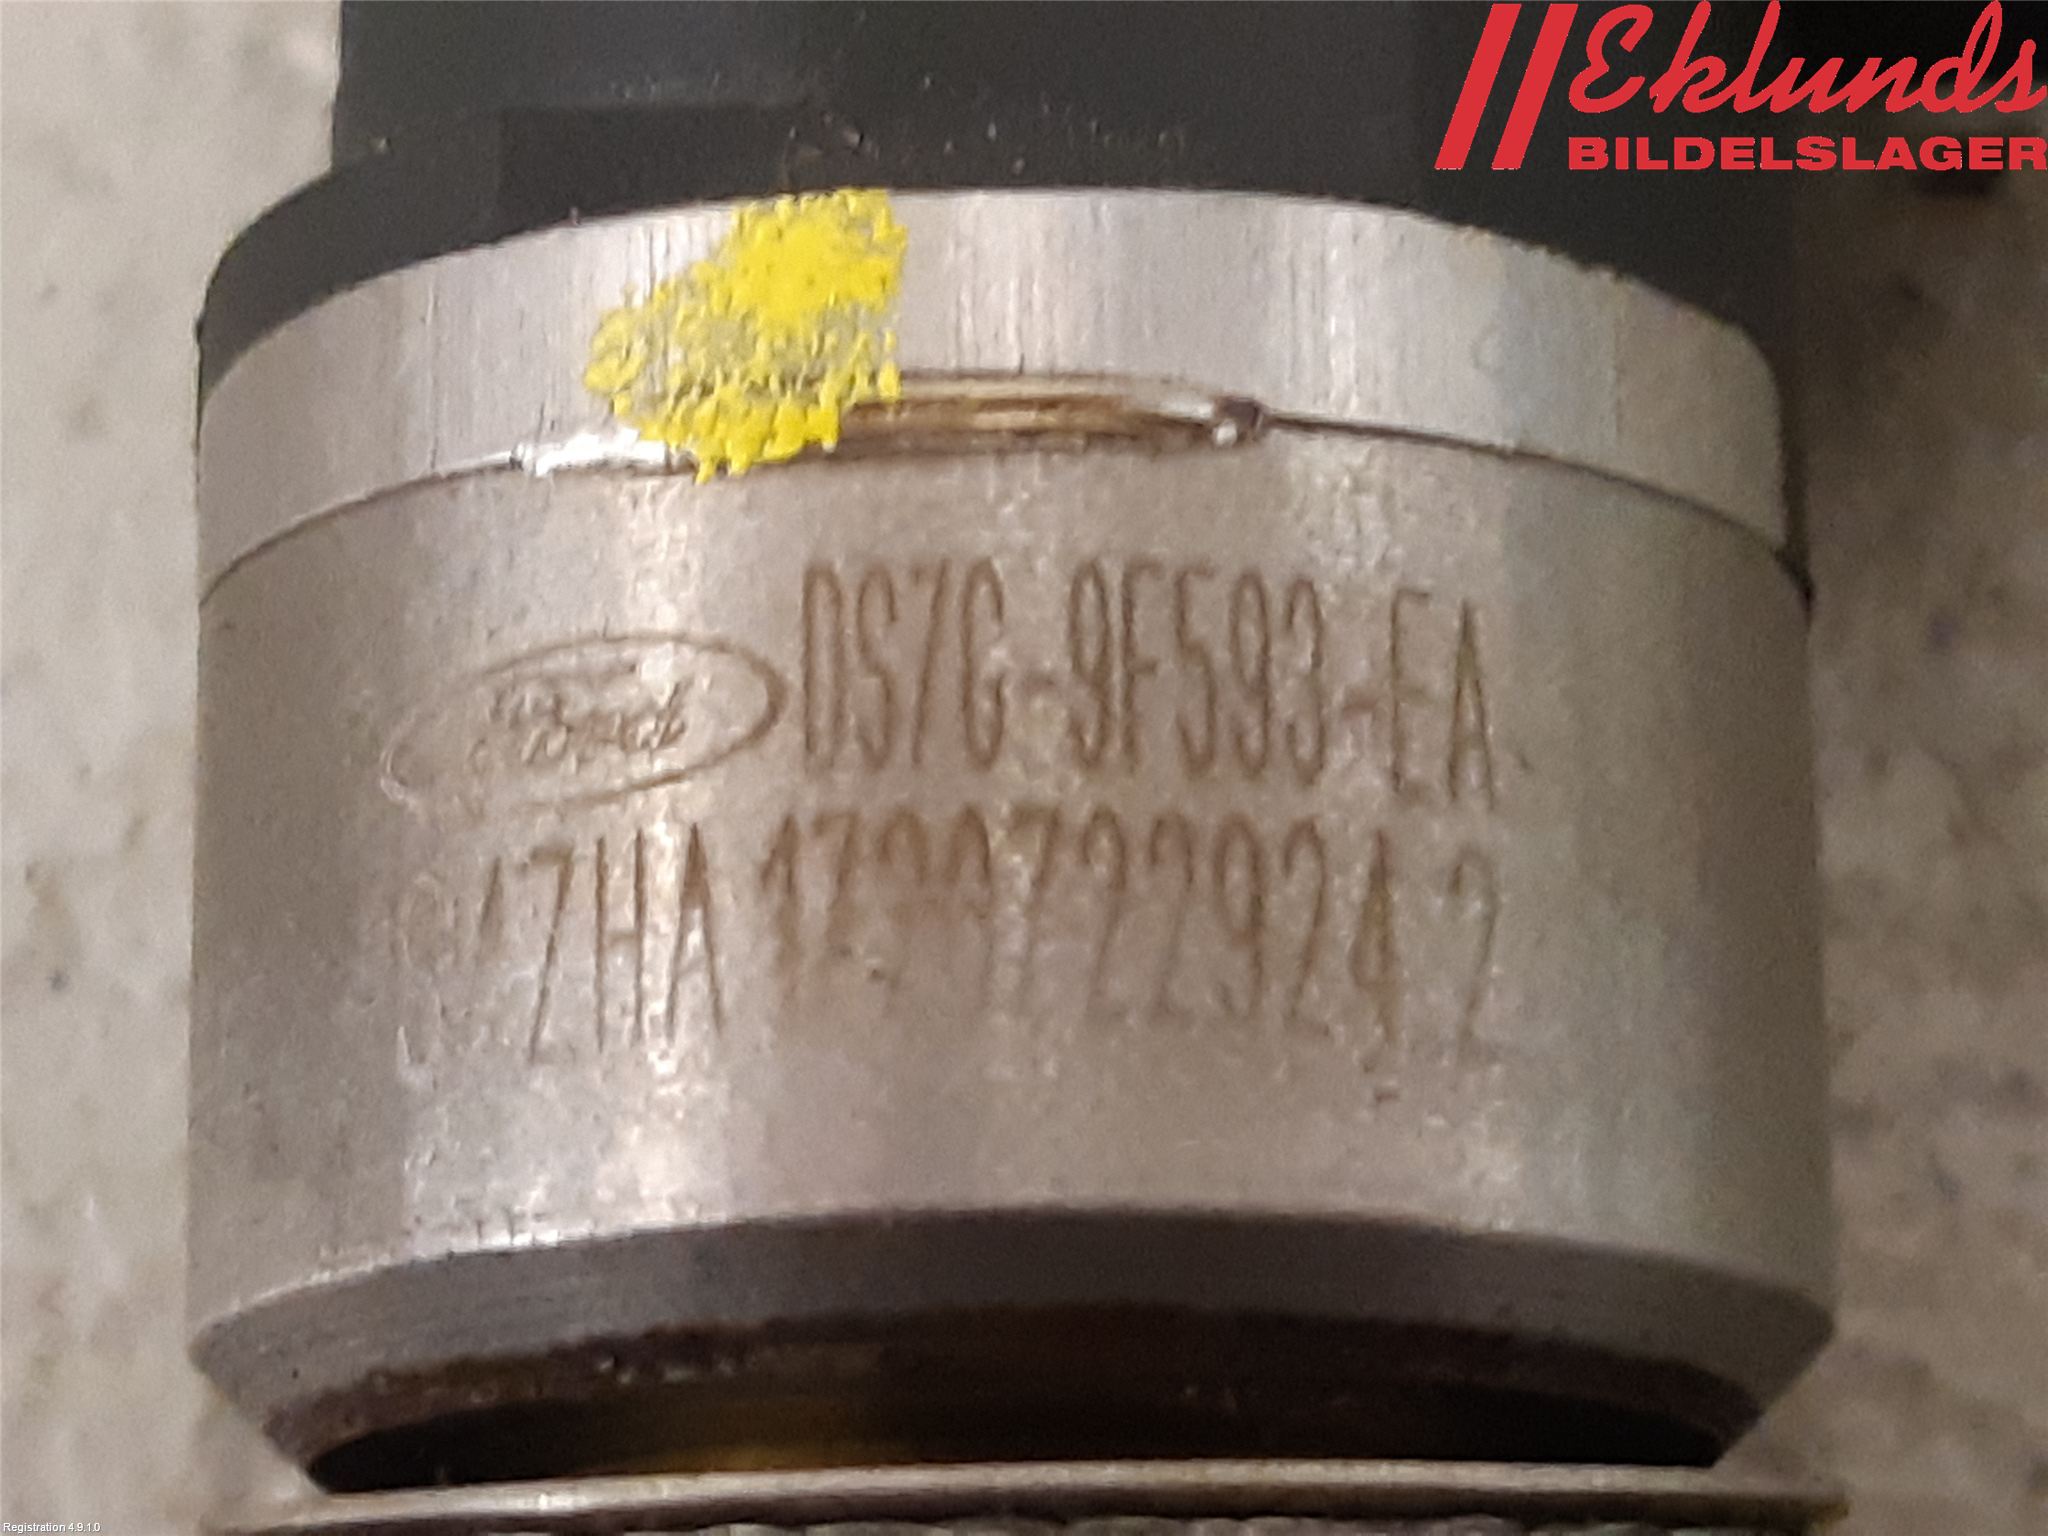 Eklunds
BILDELSLAGER
Ford
DS7G-9F593-EA
Registration 4.9.1.0